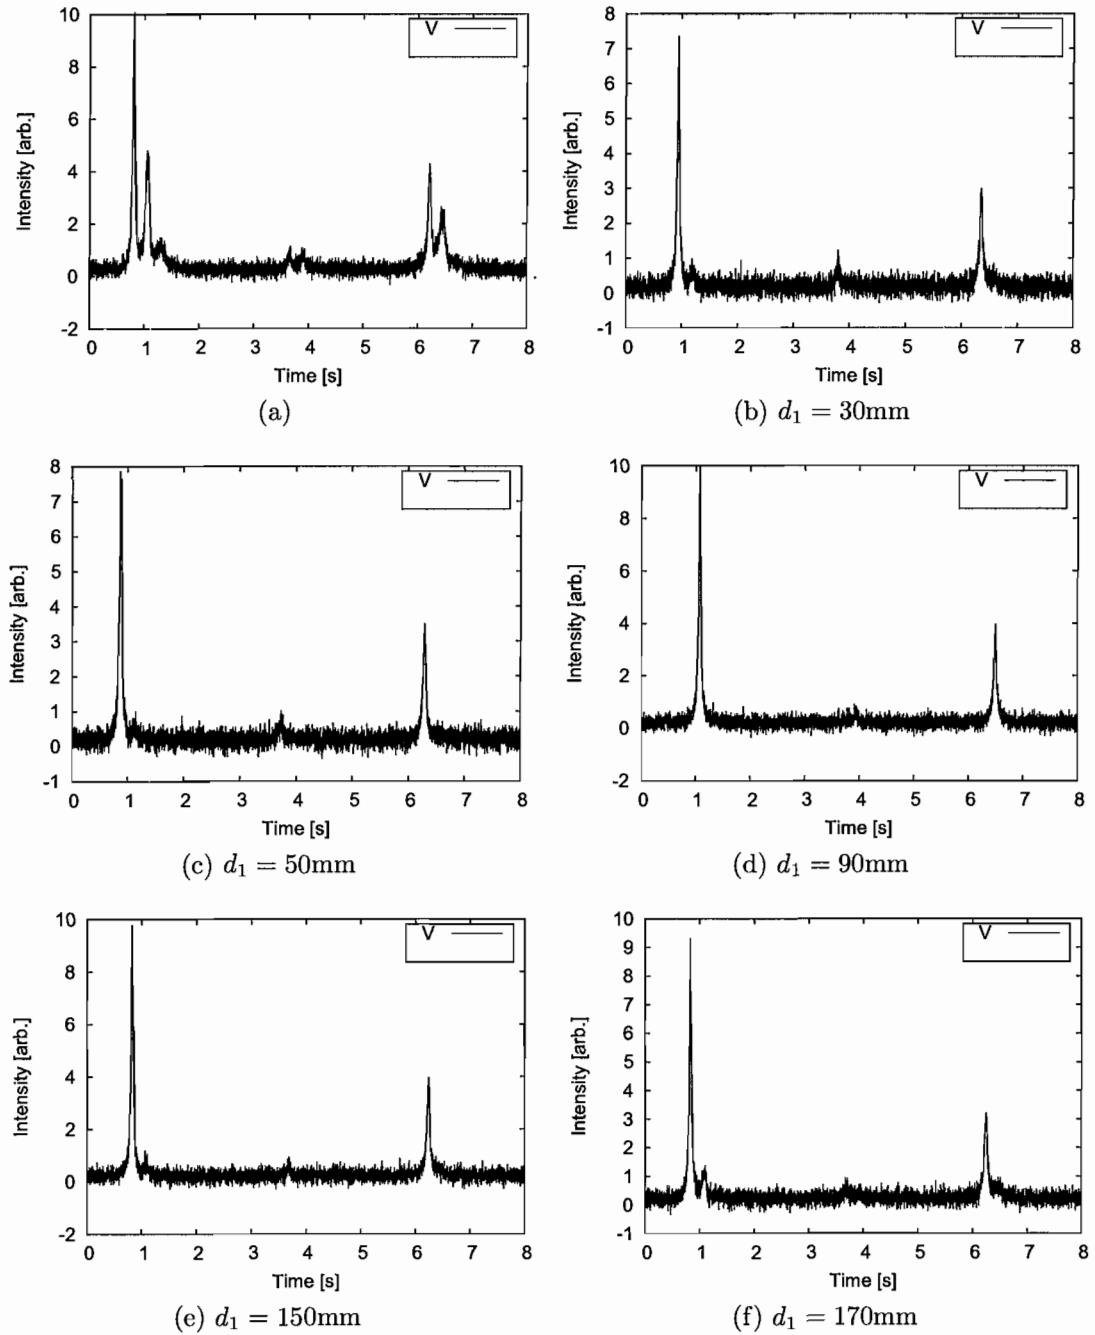 10
8
6
4
2
0
-2
Intensity [arb.]
V
0 1 2 3 4 5 6 7 8
Time [s]
(a)
8
7
6
5
4
3
2
1
0
-1
Intensity [arb.]
V
0 1 2 3 4 5 6 7 8
Time [s]
(b) d₁ = 30mm
8
7
6
5
4
3
2
1
0
-1
Intensity [arb.]
V
0 1 2 3 4 5 6 7 8
Time [s]
(c) d₁ = 50mm
10
8
6
4
2
0
-2
Intensity [arb.]
V
0 1 2 3 4 5 6 7 8
Time [s]
(d) d₁ = 90mm
10
8
6
4
2
0
-2
Intensity [arb.]
V
0 1 2 3 4 5 6 7 8
Time [s]
(e) d₁ = 150mm
10
9
8
7
6
5
4
3
2
1
0
-1
Intensity [arb.]
V
0 1 2 3 4 5 6 7 8
Time [s]
(f) d₁ = 170mm